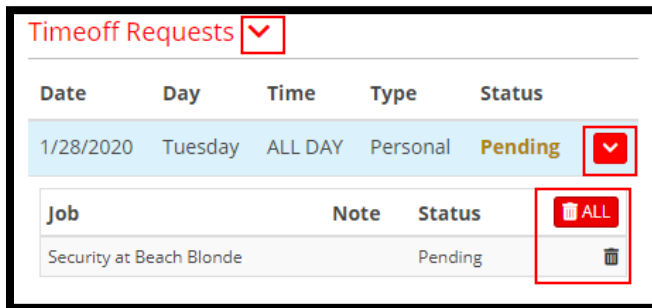 Timeoff Requests
Date Day Time Type Status
1/28/2020 Tuesday ALL DAY Personal Pending
Job Note Status ALL
Security at Beach Blonde Pending